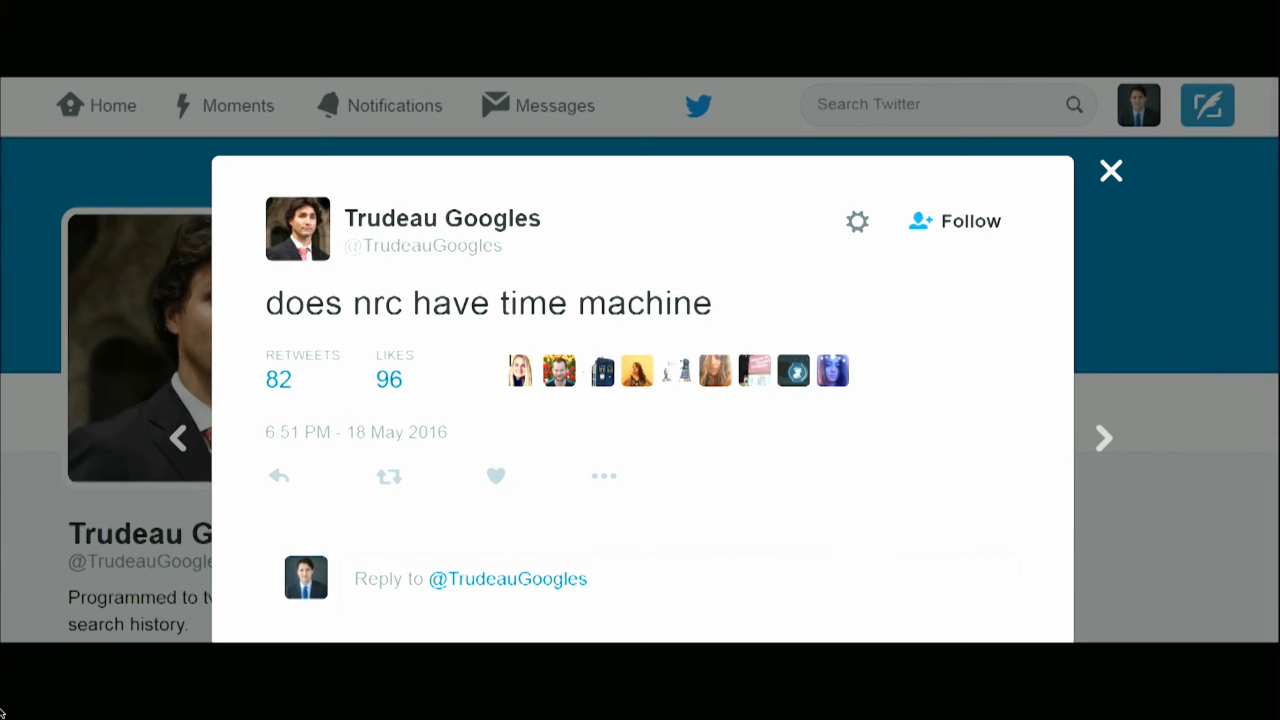 Home Moments Notifications Messages Search Twitter
Trudeau Googles
@TrudeauGoogles
Follow
does nrc have time machine
RETWEETS LIKES
82 96
6:51 PM - 18 May 2016
Reply to @TrudeauGoogles
Trudeau G
@TrudeauGoogle
Programmed to tw
search history.